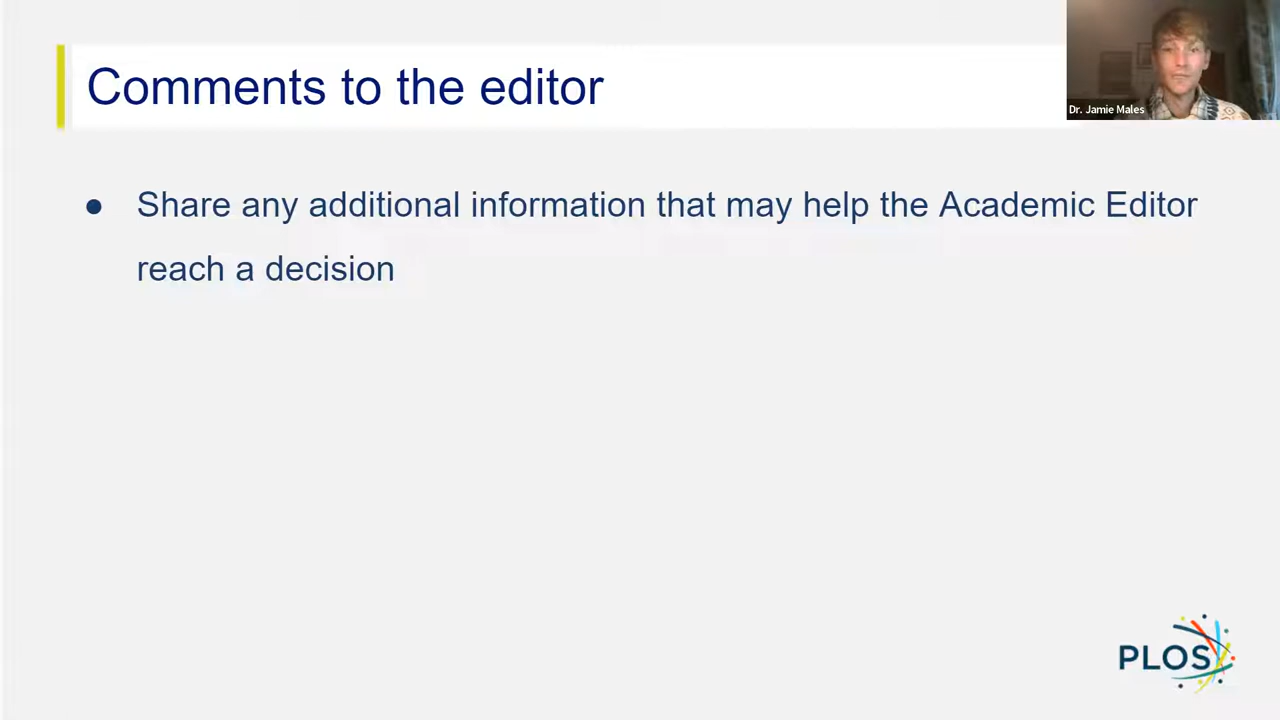 Comments to the editor
Dr. Jamie Males
● Share any additional information that may help the Academic Editor
reach a decision
PLOS